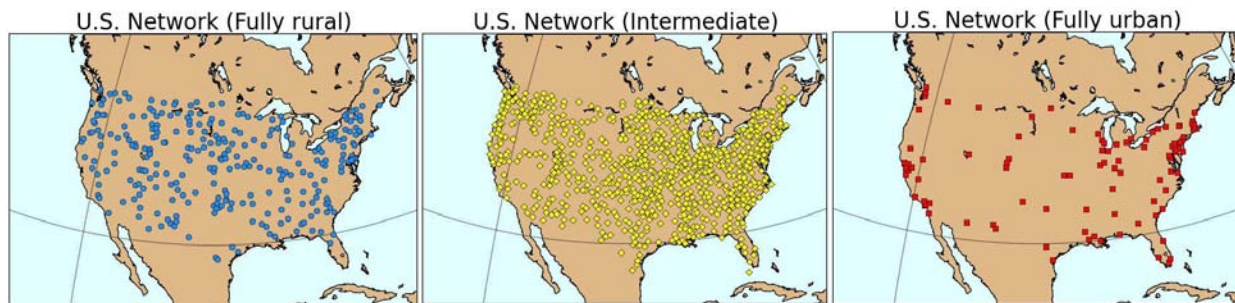 U.S. Network (Fully rural)
U.S. Network (Intermediate)
U.S. Network (Fully urban)